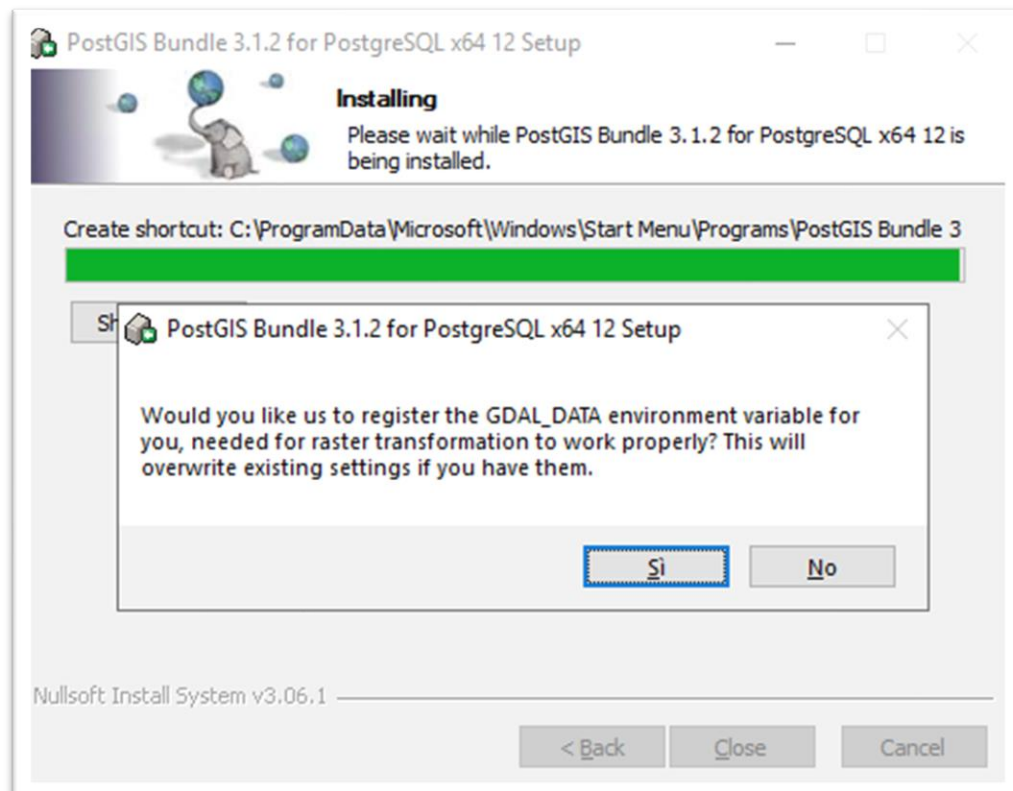 PostGIS Bundle 3.1.2 for PostgreSQL x64 12 Setup
Installing
Please wait while PostGIS Bundle 3.1.2 for PostgreSQL x64 12 is
being installed.
Create shortcut: C:\ProgramData\Microsoft\Windows\Start Menu\Programs\PostGIS Bundle 3
PostGIS Bundle 3.1.2 for PostgreSQL x64 12 Setup
Would you like us to register the GDAL_DATA environment variable for
you, needed for raster transformation to work properly? This will
overwrite existing settings if you have them.
Sì No
Nullsoft Install System v3.06.1
< Back Close Cancel